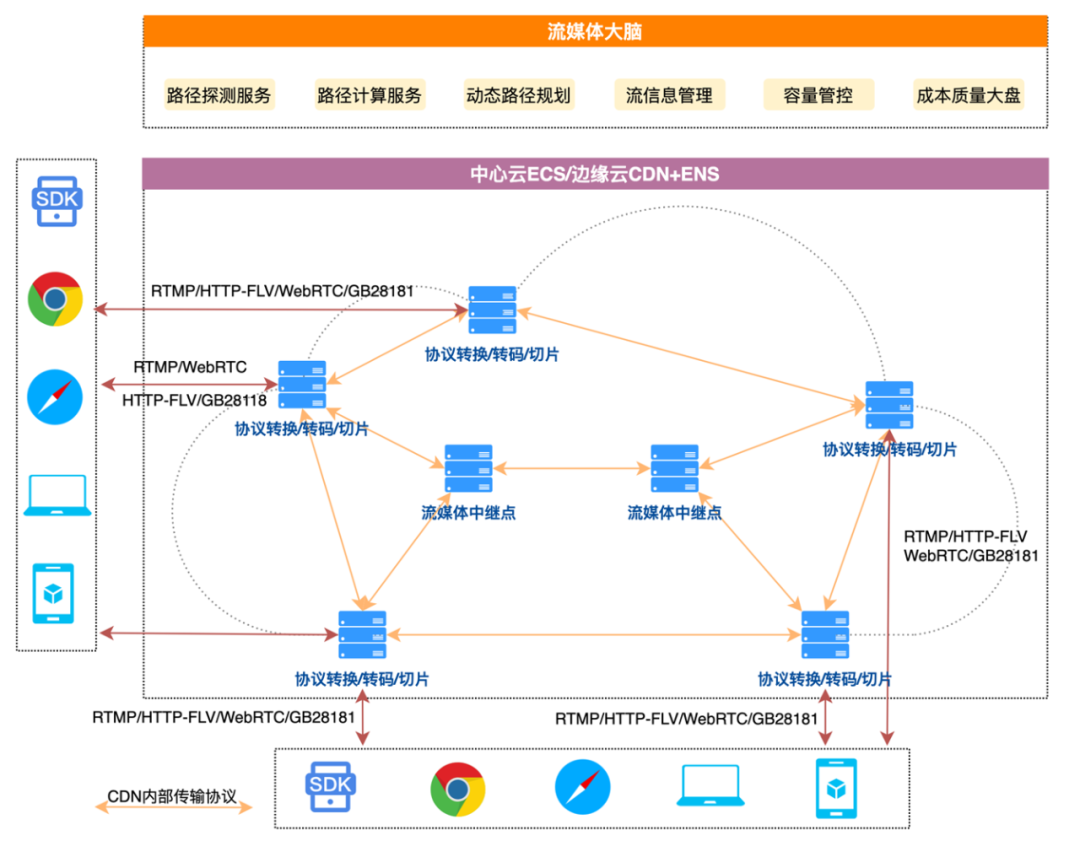 流媒体大脑
路径探测服务
路径计算服务
动态路径规划
流信息管理
容量管控
成本质量大盘
中心云ECS/边缘云CDN+ENS
SDK
RTMP/HTTP-FLV/WebRTC/GB28181
协议转换/转码/切片
RTMP/WebRTC
HTTP-FLV/GB28118
协议转换/转码/切片
协议转换/转码/切片
流媒体中继点
流媒体中继点
RTMP/HTTP-FLV
WebRTC/GB28181
协议转换/转码/切片
协议转换/转码/切片
RTMP/HTTP-FLV/WebRTC/GB28181
RTMP/HTTP-FLV/WebRTC/GB28181
SDK
CDN内部传输协议